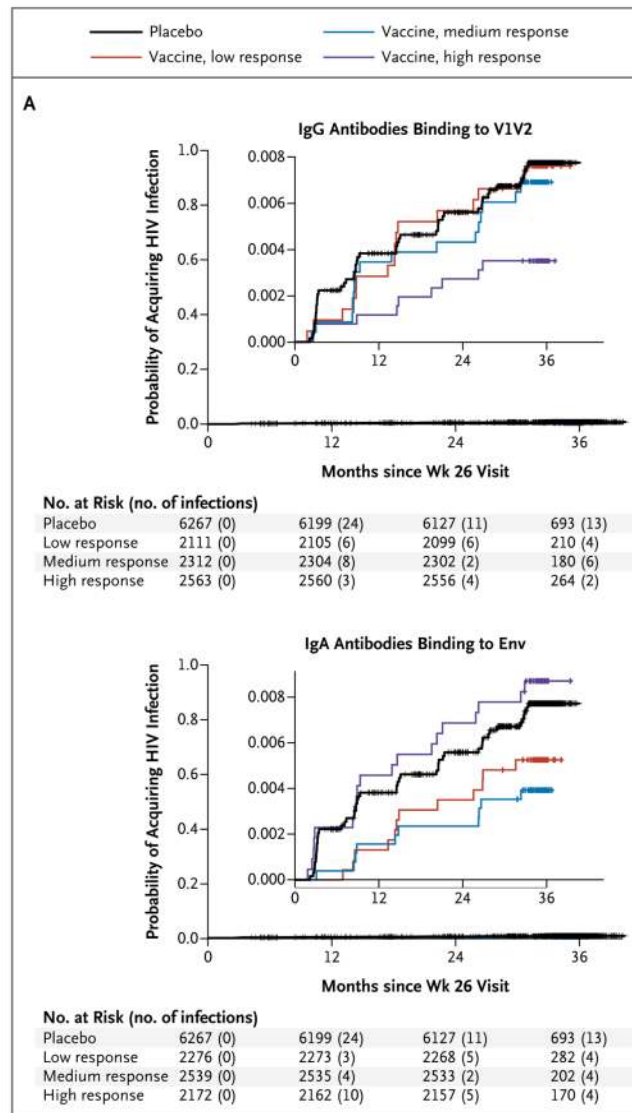 Placebo
Vaccine, medium response
Vaccine, low response
Vaccine, high response
A
IgG Antibodies Binding to V1V2
Probability of Acquiring HIV Infection
1.0
0.8
0.6
0.4
0.2
0.0
0.008
0.006
0.004
0.002
0.000
0 12 24 36
0 12 24 36
Months since Wk 26 Visit
No. at Risk (no. of infections)
Placebo 6267 (0) 6199 (24) 6127 (11) 693 (13)
Low response 2111 (0) 2105 (6) 2099 (6) 210 (4)
Medium response 2312 (0) 2304 (8) 2302 (2) 180 (6)
High response 2563 (0) 2560 (3) 2556 (4) 264 (2)
IgA Antibodies Binding to Env
Probability of Acquiring HIV Infection
1.0
0.8
0.6
0.4
0.2
0.0
0.008
0.006
0.004
0.002
0.000
0 12 24 36
0 12 24 36
Months since Wk 26 Visit
No. at Risk (no. of infections)
Placebo 6267 (0) 6199 (24) 6127 (11) 693 (13)
Low response 2276 (0) 2273 (3) 2268 (5) 282 (4)
Medium response 2539 (0) 2535 (4) 2533 (2) 202 (4)
High response 2172 (0) 2162 (10) 2157 (5) 170 (4)